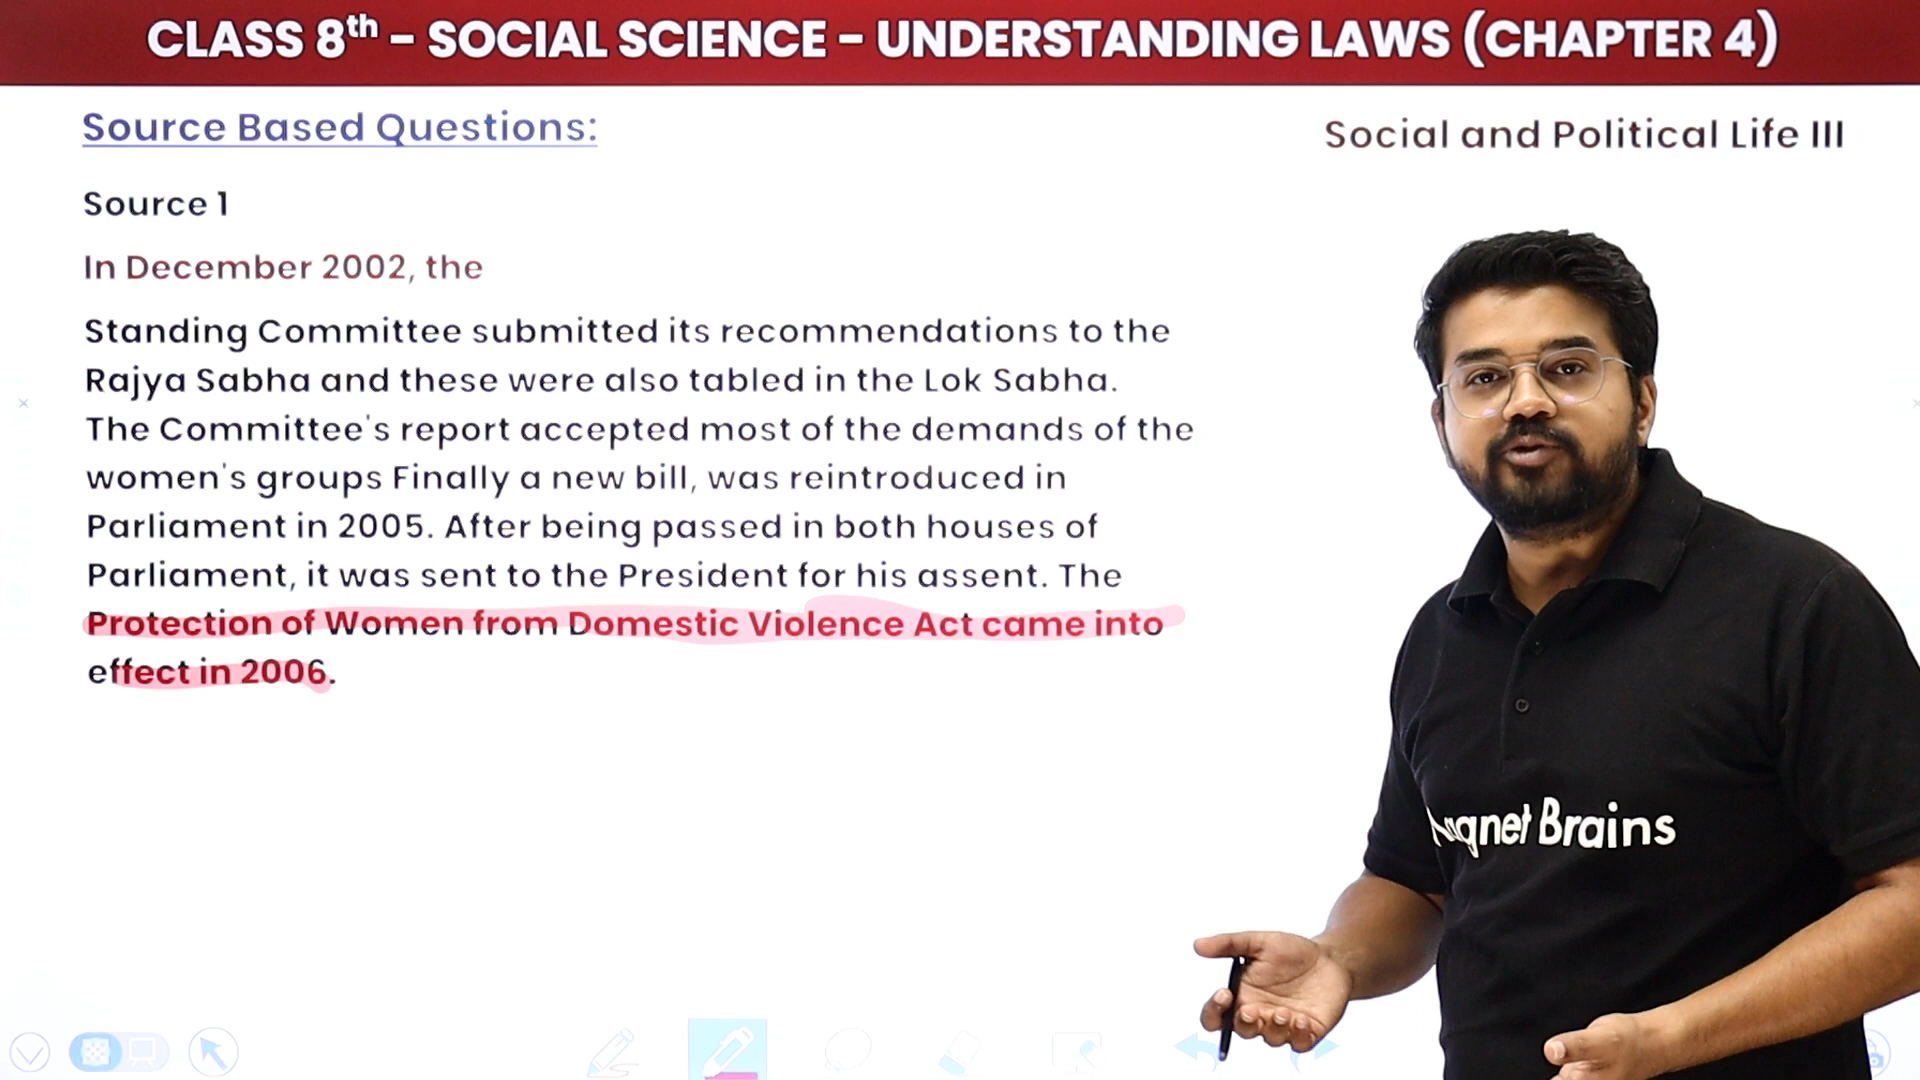 CLASS 8th - SOCIAL SCIENCE - UNDERSTANDING LAWS (CHAPTER 4)
Source Based Questions:
Social and Political Life III
Source 1
In December 2002, the
Standing Committee submitted its recommendations to the
Rajya Sabha and these were also tabled in the Lok Sabha.
The Committee's report accepted most of the demands of the
women's groups Finally a new bill, was reintroduced in
Parliament in 2005. After being passed in both houses of
Parliament, it was sent to the President for his assent. The
Protection of Women from Domestic Violence Act came into
effect in 2006.
Magnet Brains